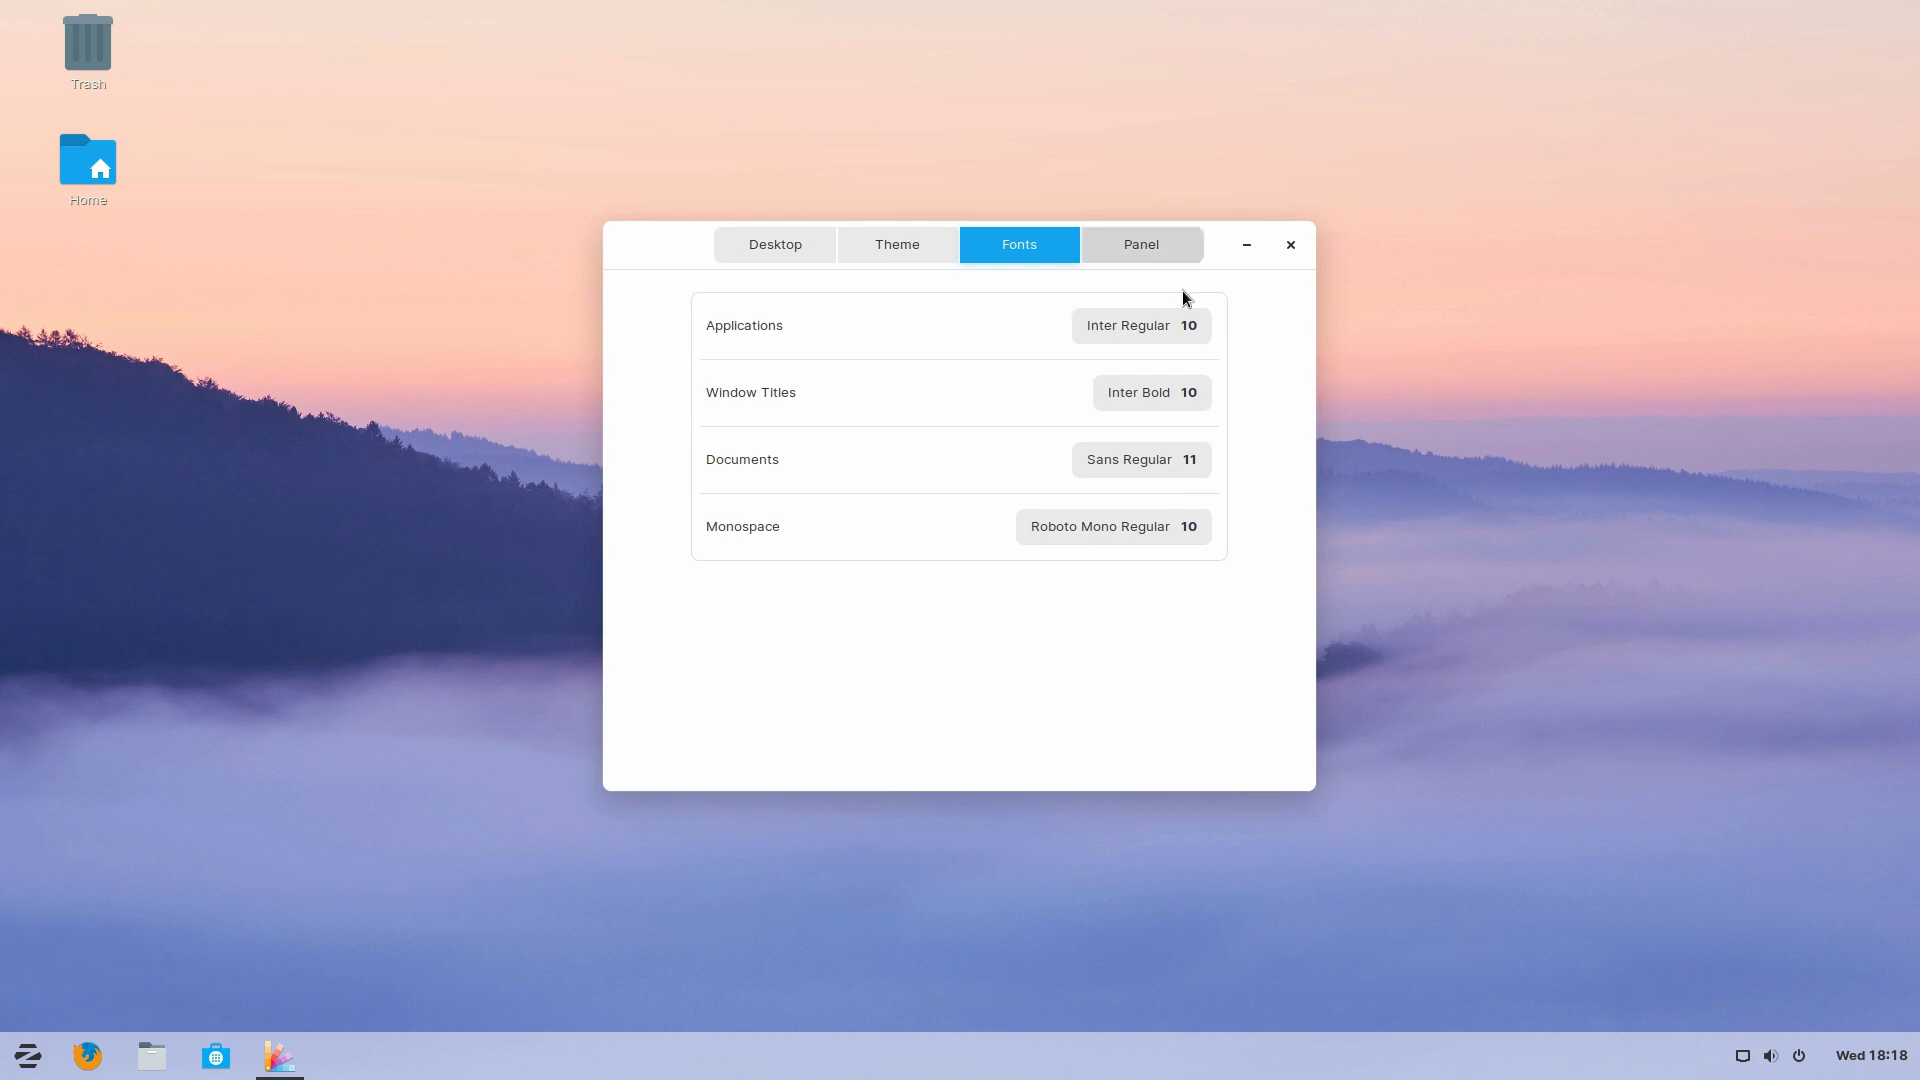 Trash
Home
Desktop Theme Fonts Panel
Applications Inter Regular 10
Window Titles Inter Bold 10
Documents Sans Regular 11
Monospace Roboto Mono Regular 10
Wed 18:18